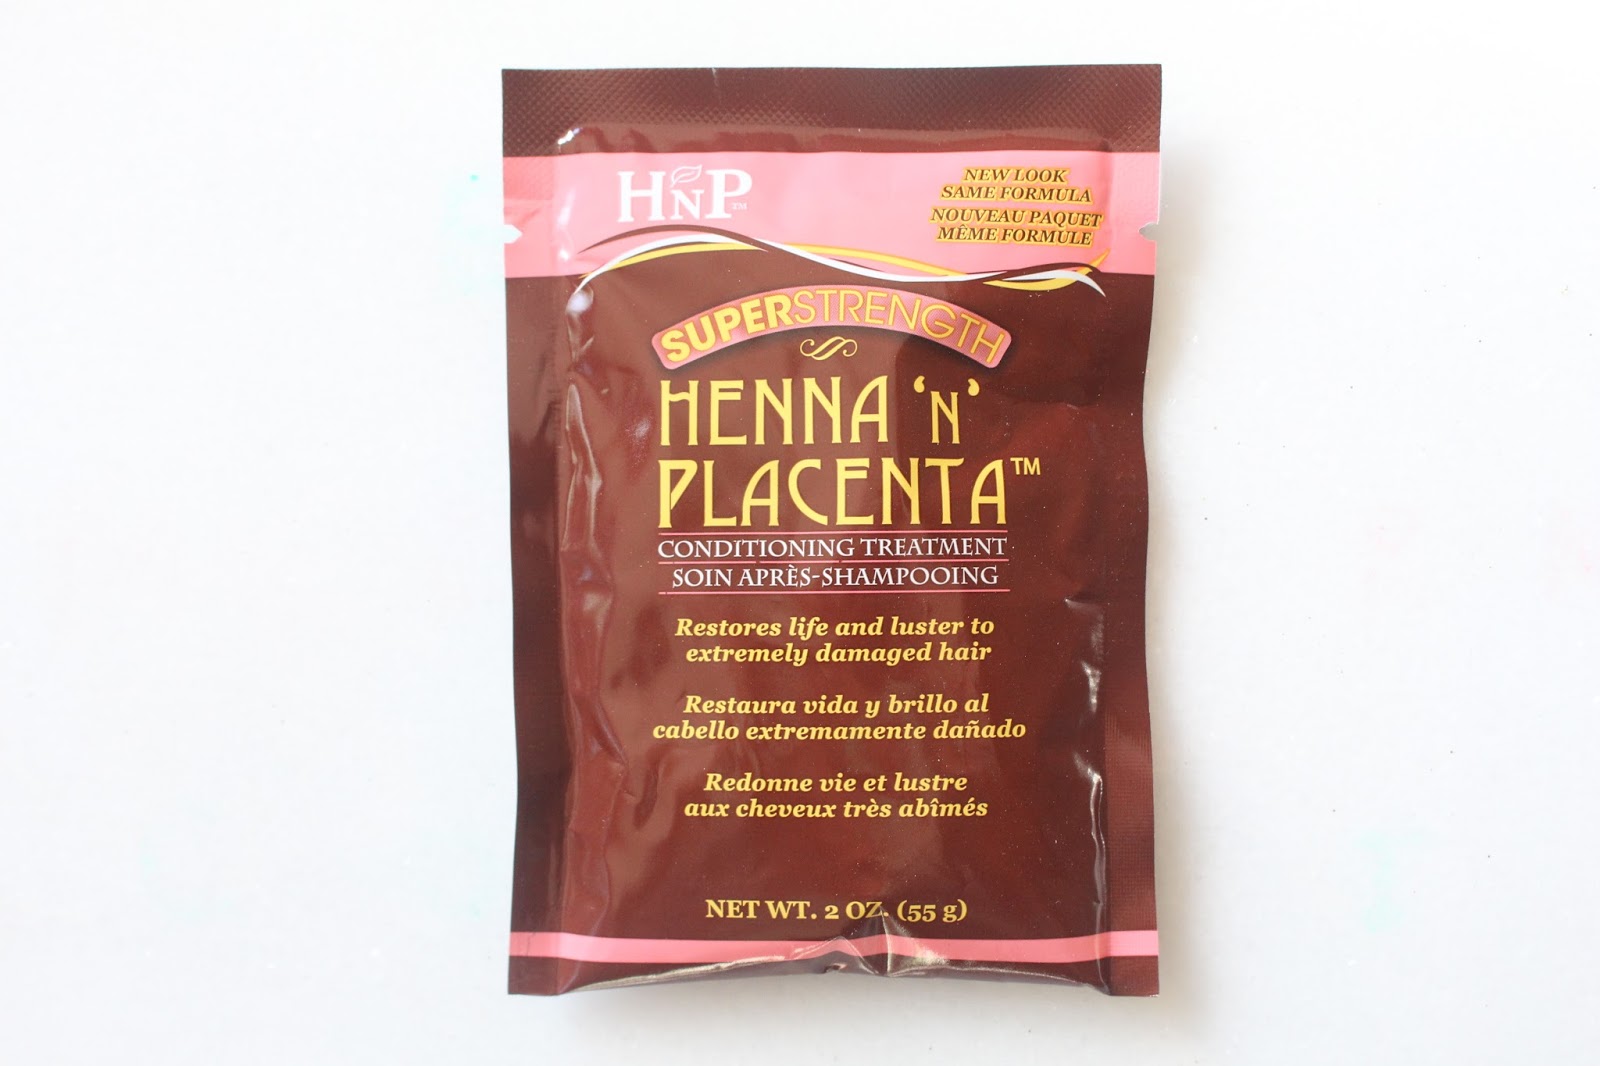 HnP™
NEW LOOK
SAME FORMULA
NOUVEAU PAQUET
MÊME FORMULE
SUPERSTRENGTH
HENNA 'N'
PLACENTA™
CONDITIONING TREATMENT
SOIN APRÈS-SHAMPOOING
Restores life and luster to
extremely damaged hair
Restaura vida y brillo al
cabello extremamente dañado
Redonne vie et lustre
aux cheveux très abîmés
NET WT. 2 OZ. (55 g)